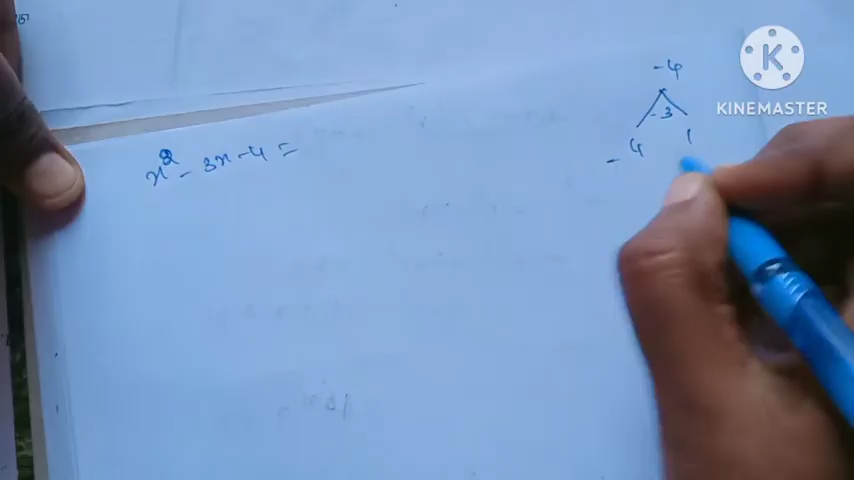 -4
-3
-4 1
x² - 3x - 4 =
K
KINEMASTER